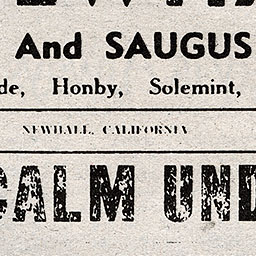 And SAUGUS
de, Honby, Solemint,
NEWHALL, CALIFORNIA
CALM UND